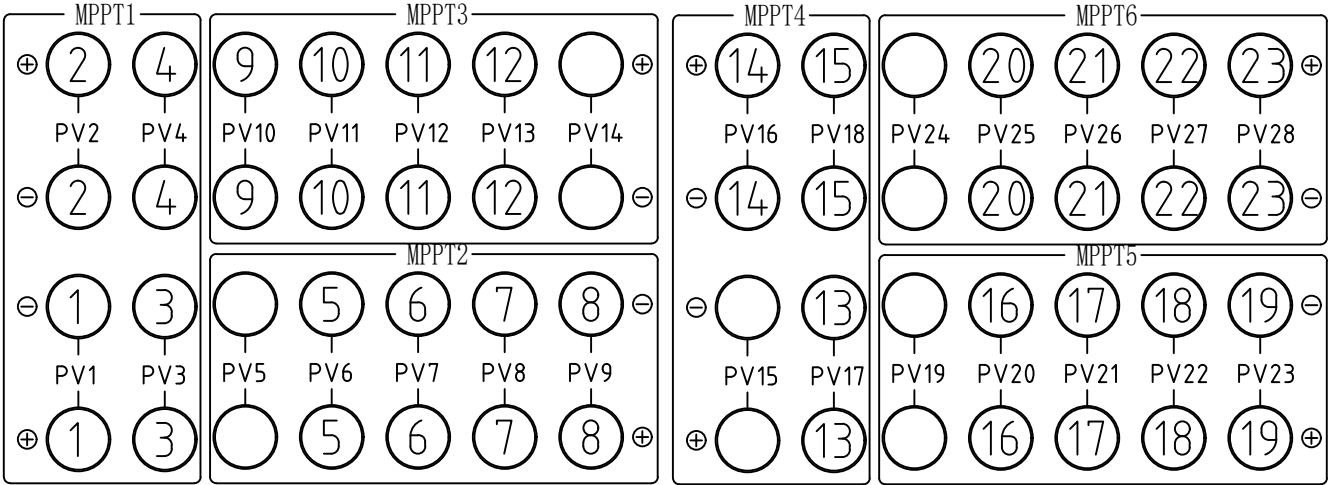 MPPT1 MPPT3 MPPT4 MPPT6
⊕ 2 4 9 10 11 12 ⊕ ⊕ 14 15 20 21 22 23 ⊕
PV2 PV4 PV10 PV11 PV12 PV13 PV14 PV16 PV18 PV24 PV25 PV26 PV27 PV28
⊖ 2 4 9 10 11 12 ⊖ ⊖ 14 15 20 21 22 23 ⊖
MPPT2 MPPT5
⊖ 1 3 5 6 7 8 ⊖ ⊖ 13 16 17 18 19 ⊖
PV1 PV3 PV5 PV6 PV7 PV8 PV9 PV15 PV17 PV19 PV20 PV21 PV22 PV23
⊕ 1 3 5 6 7 8 ⊕ ⊕ 13 16 17 18 19 ⊕